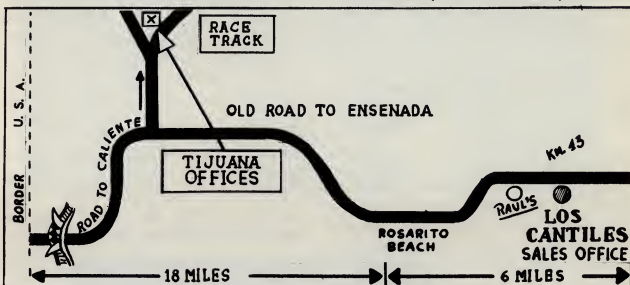 RACE
TRACK
U. S. A.
BORDER
ROAD TO CALIENTE
OLD ROAD TO ENSENADA
TIJUANA
OFFICES
KM. 43
RAUL'S
LOS
CANTILES
SALES OFFICE
ROSARITO
BEACH
18 MILES
6 MILES